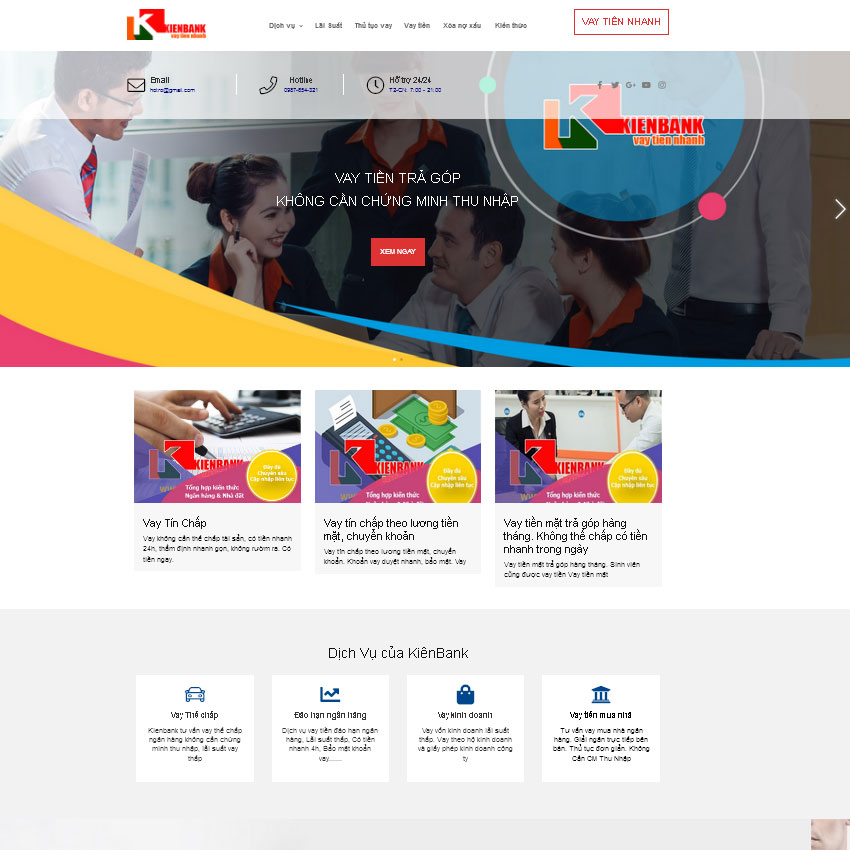 KIENBANK
vay tiền nhanh
Dịch vụ
Lãi Suất
Thủ tục vay
Vay tiền
Xóa nợ xấu
Kiến thức
VAY TIỀN NHANH
Email
Hotline
0987-654-321
Hỗ trợ 24/24
KIENBANK
vay tiền nhanh
VAY TIỀN TRẢ GÓP
KHÔNG CẦN CHỨNG MINH THU NHẬP
XEM NGAY
KIENBANK
Đầy đủ
Chuyên sâu
Cập nhật liên tục
Tổng hợp kiến thức
Ngân hàng & Nhà đất
KIENBANK
Đầy đủ
Chuyên sâu
Cập nhật liên tục
Tổng hợp kiến thức
Ngân hàng & Nhà đất
KIENBANK
Đầy đủ
Chuyên sâu
Cập nhật liên tục
Tổng hợp kiến thức
Ngân hàng & Nhà đất
Vay Tín Chấp
Vay không cần thế chấp tài sản, có tiền nhanh
24h, thẩm định nhanh gọn, không rườm rà. Có
tiền ngay.
Vay tín chấp theo lương tiền
mặt, chuyển khoản
Vay tín chấp theo lương tiền mặt, chuyển
khoản. Khoản vay duyệt nhanh, bảo mật. Vay
Vay tiền mặt trả góp hàng
tháng. Không thế chấp có tiền
nhanh trong ngày
Vay tiền mặt trả góp hàng tháng. Sinh viên
cũng được vay tiền Vay tiền mặt
Dịch Vụ của KiênBank
Vay Thế chấp
Kienbank tư vấn vay thế chấp
ngân hàng không cần chứng
minh thu nhập, lãi suất vay
thấp
Đáo hạn ngân hàng
Dịch vụ vay tiền đáo hạn ngân
hàng, Lãi suất thấp, Có tiền
nhanh 4h, Bảo mật khoản
vay......
Vay kinh doanh
Vay vốn kinh doanh lãi suất
thấp. Vay theo hộ kinh doanh
và giấy phép kinh doanh công
ty
Vay tiền mua nhà
Tư vấn vay mua nhà ngân
hàng. Giải ngân trực tiếp bên
bán. Thủ tục đơn giản. Không
Cần CM Thu Nhập